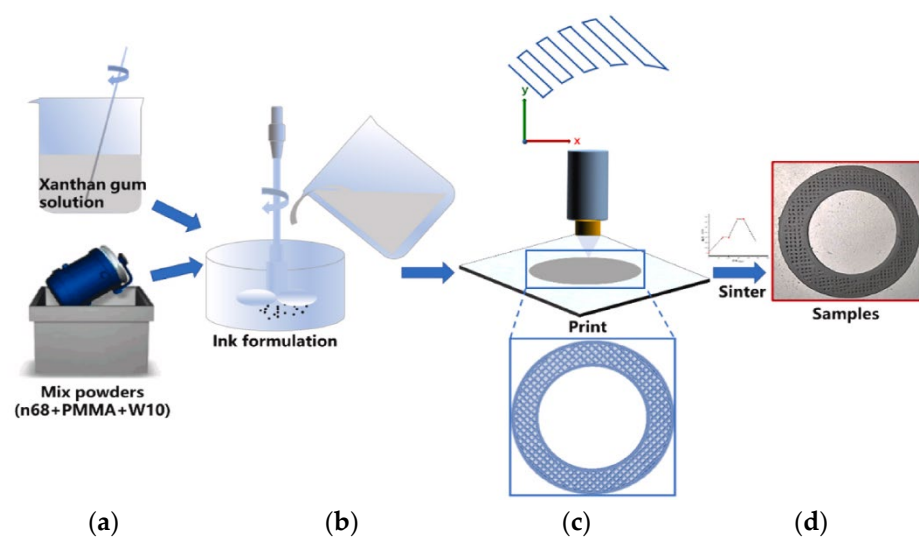 Xanthan gum
solution
Mix powders
(n68+PMMA+W10)
Ink formulation
y
x
Print
Sinter
Samples
(a)
(b)
(c)
(d)